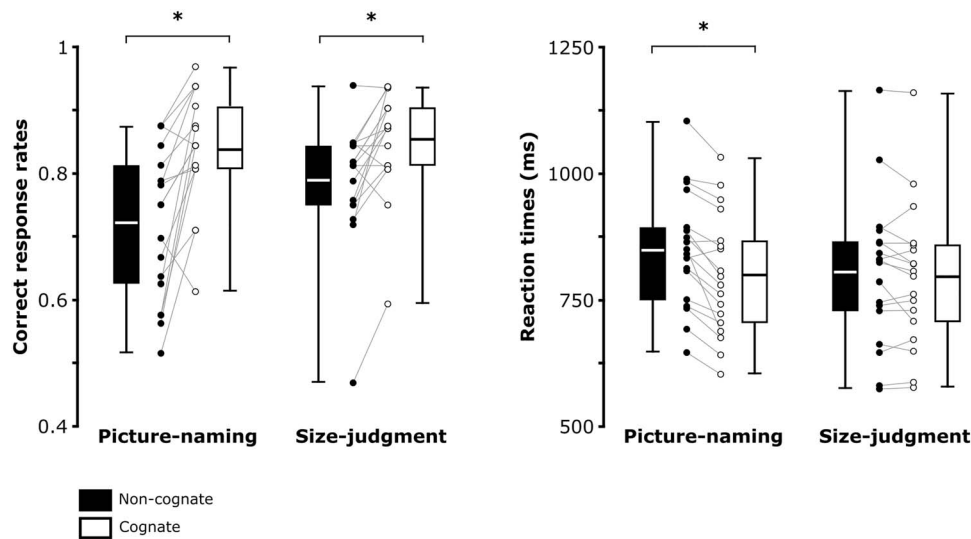 *
*
1
0.8
0.6
0.4
Correct response rates
Picture-naming
Size-judgment
*
1250
1000
750
500
Reaction times (ms)
Picture-naming
Size-judgment
Non-cognate
Cognate